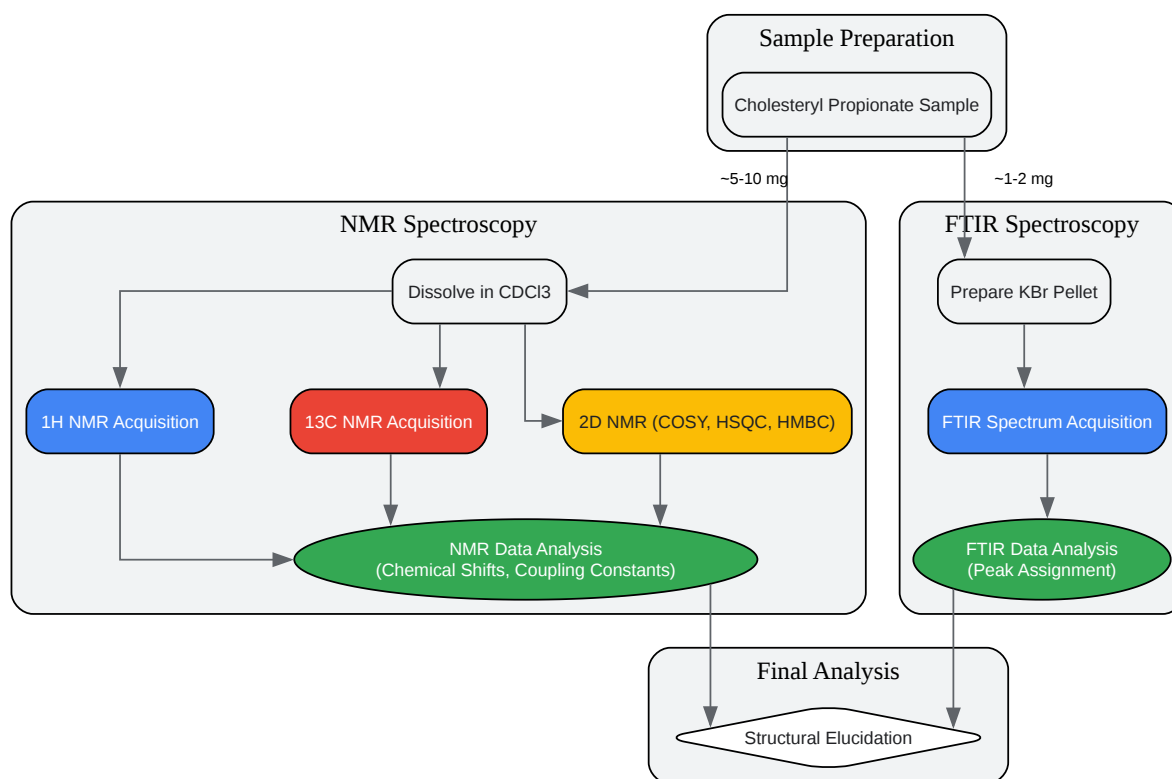 Sample Preparation
Cholesteryl Propionate Sample
~5-10 mg
~1-2 mg
NMR Spectroscopy
FTIR Spectroscopy
Dissolve in CDCl3
Prepare KBr Pellet
1H NMR Acquisition
13C NMR Acquisition
2D NMR (COSY, HSQC, HMBC)
FTIR Spectrum Acquisition
NMR Data Analysis
(Chemical Shifts, Coupling Constants)
FTIR Data Analysis
(Peak Assignment)
Final Analysis
Structural Elucidation